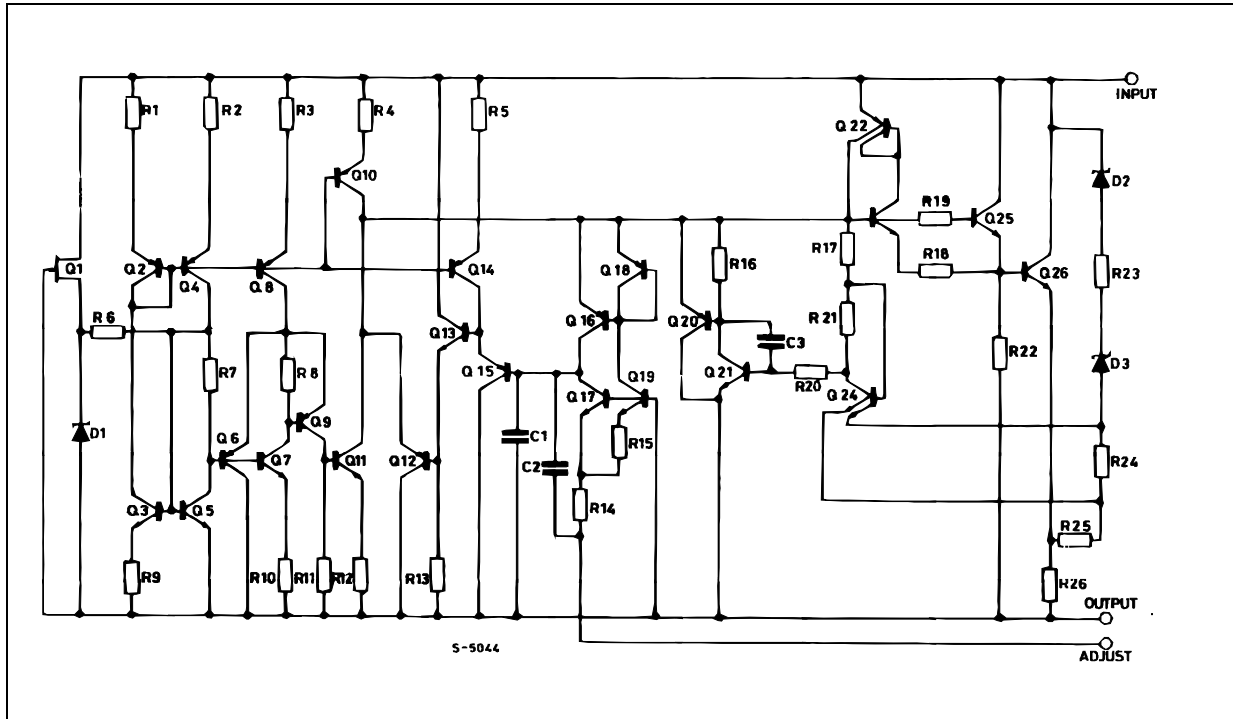 INPUT
R1
R2
R3
R4
R5
Q22
D2
Q10
R19
Q25
R17
R18
Q1
Q2
Q4
Q8
Q14
Q18
R16
Q26
R23
R6
Q13
Q16
Q20
C3
R21
R7
R8
Q15
Q19
Q21
R20
R22
D3
Q17
Q24
D1
Q6
Q9
Q7
Q11
Q12
C1
R15
C2
R24
Q3
Q5
R14
R25
R9
R10
R11
R12
R13
R26
OUTPUT
S-5044
ADJUST